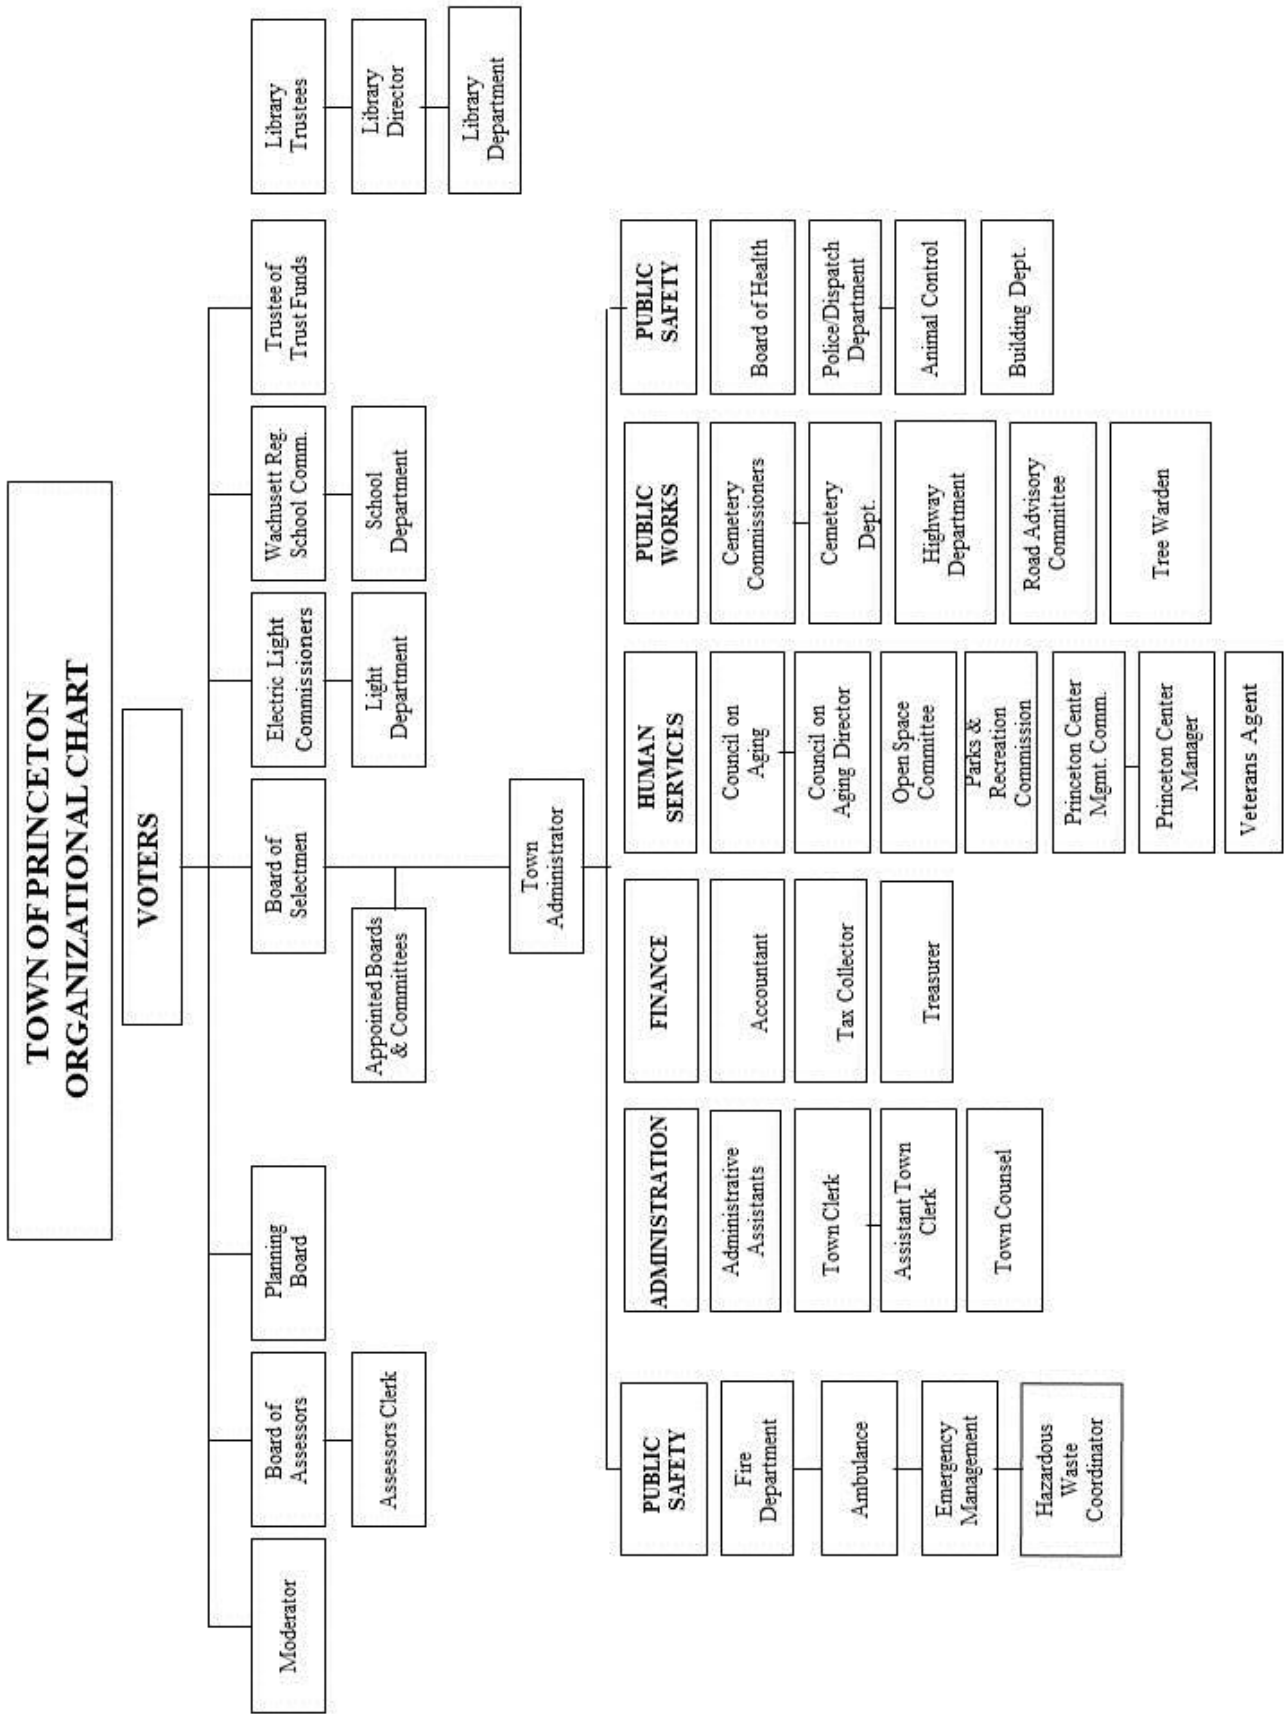 TOWN OF PRINCETON
ORGANIZATIONAL CHART
VOTERS
Moderator
Board of
Assessors
Planning
Board
Board of
Selectmen
Electric Light
Commissioners
Wachusett Reg.
School Comm.
Trustee of
Trust Funds
Library
Trustees
Assessors Clerk
Appointed Boards
& Committees
Light
Department
School
Department
Library
Director
Library
Department
Town
Administrator
PUBLIC
SAFETY
Fire
Department
Ambulance
Emergency
Management
Hazardous
Waste
Coordinator
ADMINISTRATION
Administrative
Assistants
Town Clerk
Assistant Town
Clerk
Town Counsel
FINANCE
Accountant
Tax Collector
Treasurer
HUMAN
SERVICES
Council on
Aging
Council on
Aging Director
Open Space
Committee
Parks &
Recreation
Commission
Princeton Center
Mgmt. Comm.
Princeton Center
Manager
Veterans Agent
PUBLIC
WORKS
Cemetery
Commissioners
Cemetery
Dept.
Highway
Department
Road Advisory
Committee
Tree Warden
PUBLIC
SAFETY
Board of Health
Police/Dispatch
Department
Animal Control
Building Dept.